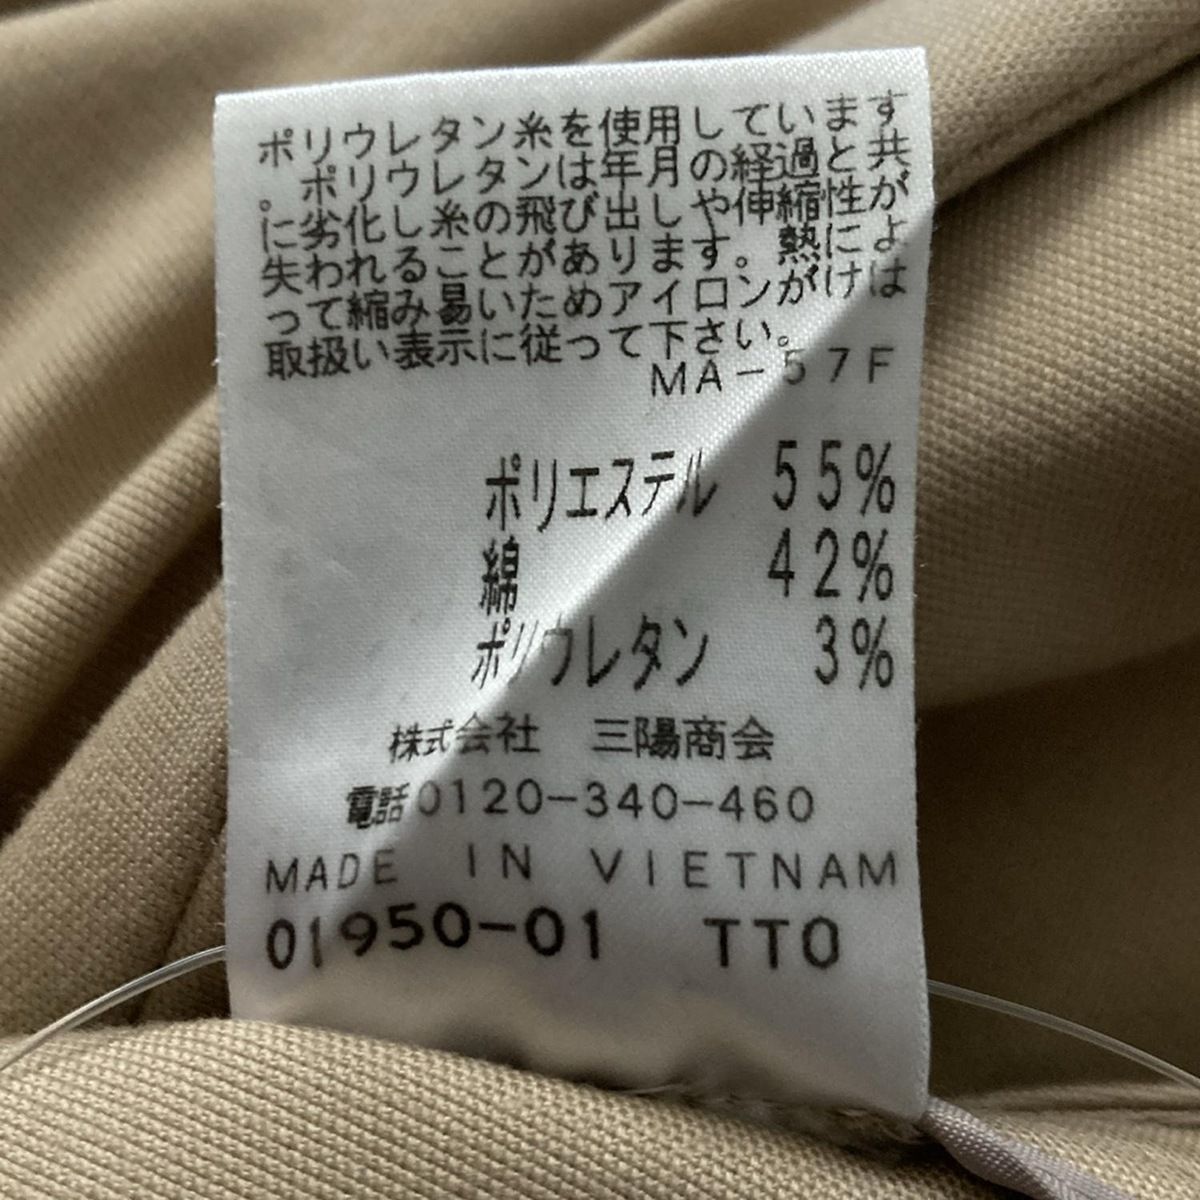 ポリウレタン糸を使用しています
。ポリウレタンは年月の経過と共
に劣化し糸の飛び出しや伸縮性が
失われることがあります。熱によ
って縮み易いためアイロンがけは
取扱い表示に従って下さい。
MA-57F
ポリエステル 55%
綿 42%
ポリウレタン 3%
株式会社 三陽商会
電話0120-340-460
MADE IN VIETNAM
01950-01 TTO